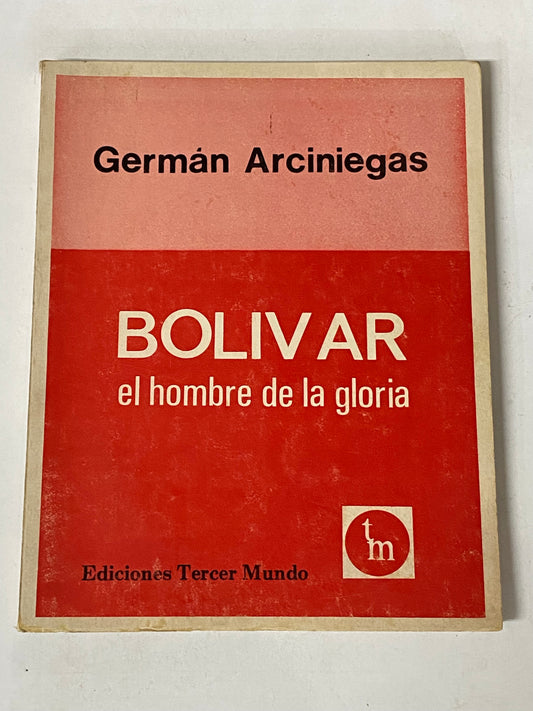 Germán Arciniegas
BOLIVAR
el hombre de la gloria
tm
Ediciones Tercer Mundo